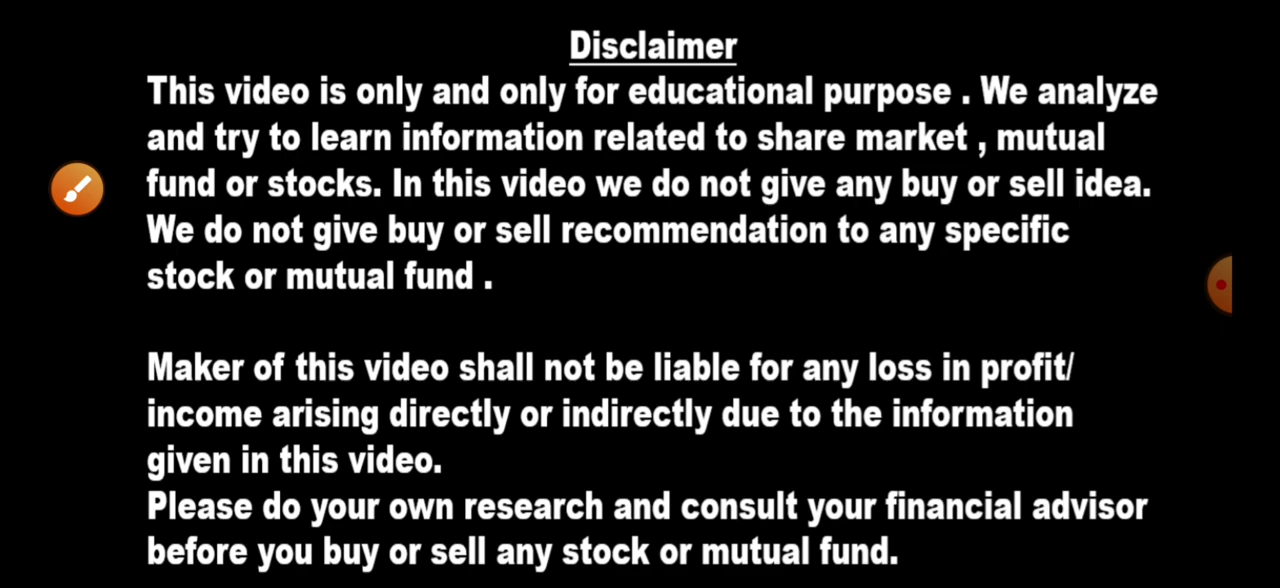 Disclaimer
This video is only and only for educational purpose . We analyze
and try to learn information related to share market , mutual
fund or stocks. In this video we do not give any buy or sell idea.
We do not give buy or sell recommendation to any specific
stock or mutual fund .
Maker of this video shall not be liable for any loss in profit/
income arising directly or indirectly due to the information
given in this video.
Please do your own research and consult your financial advisor
before you buy or sell any stock or mutual fund.